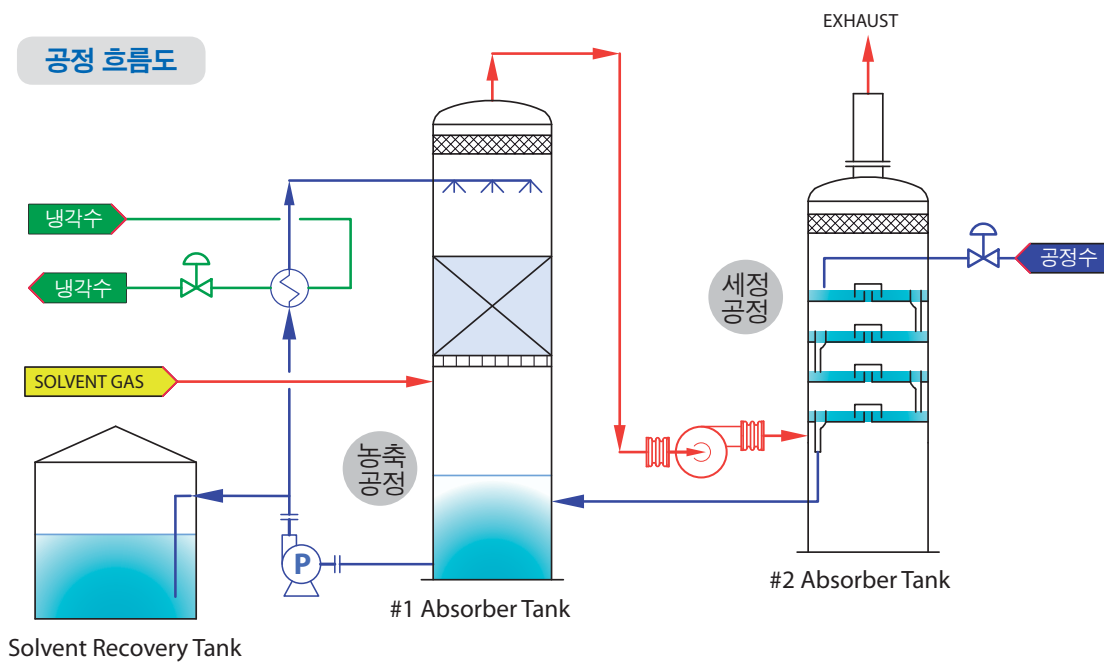 EXHAUST
공정 흐름도
냉각수
냉각수
공정수
세정
공정
SOLVENT GAS
농축
공정
P
#2 Absorber Tank
#1 Absorber Tank
Solvent Recovery Tank